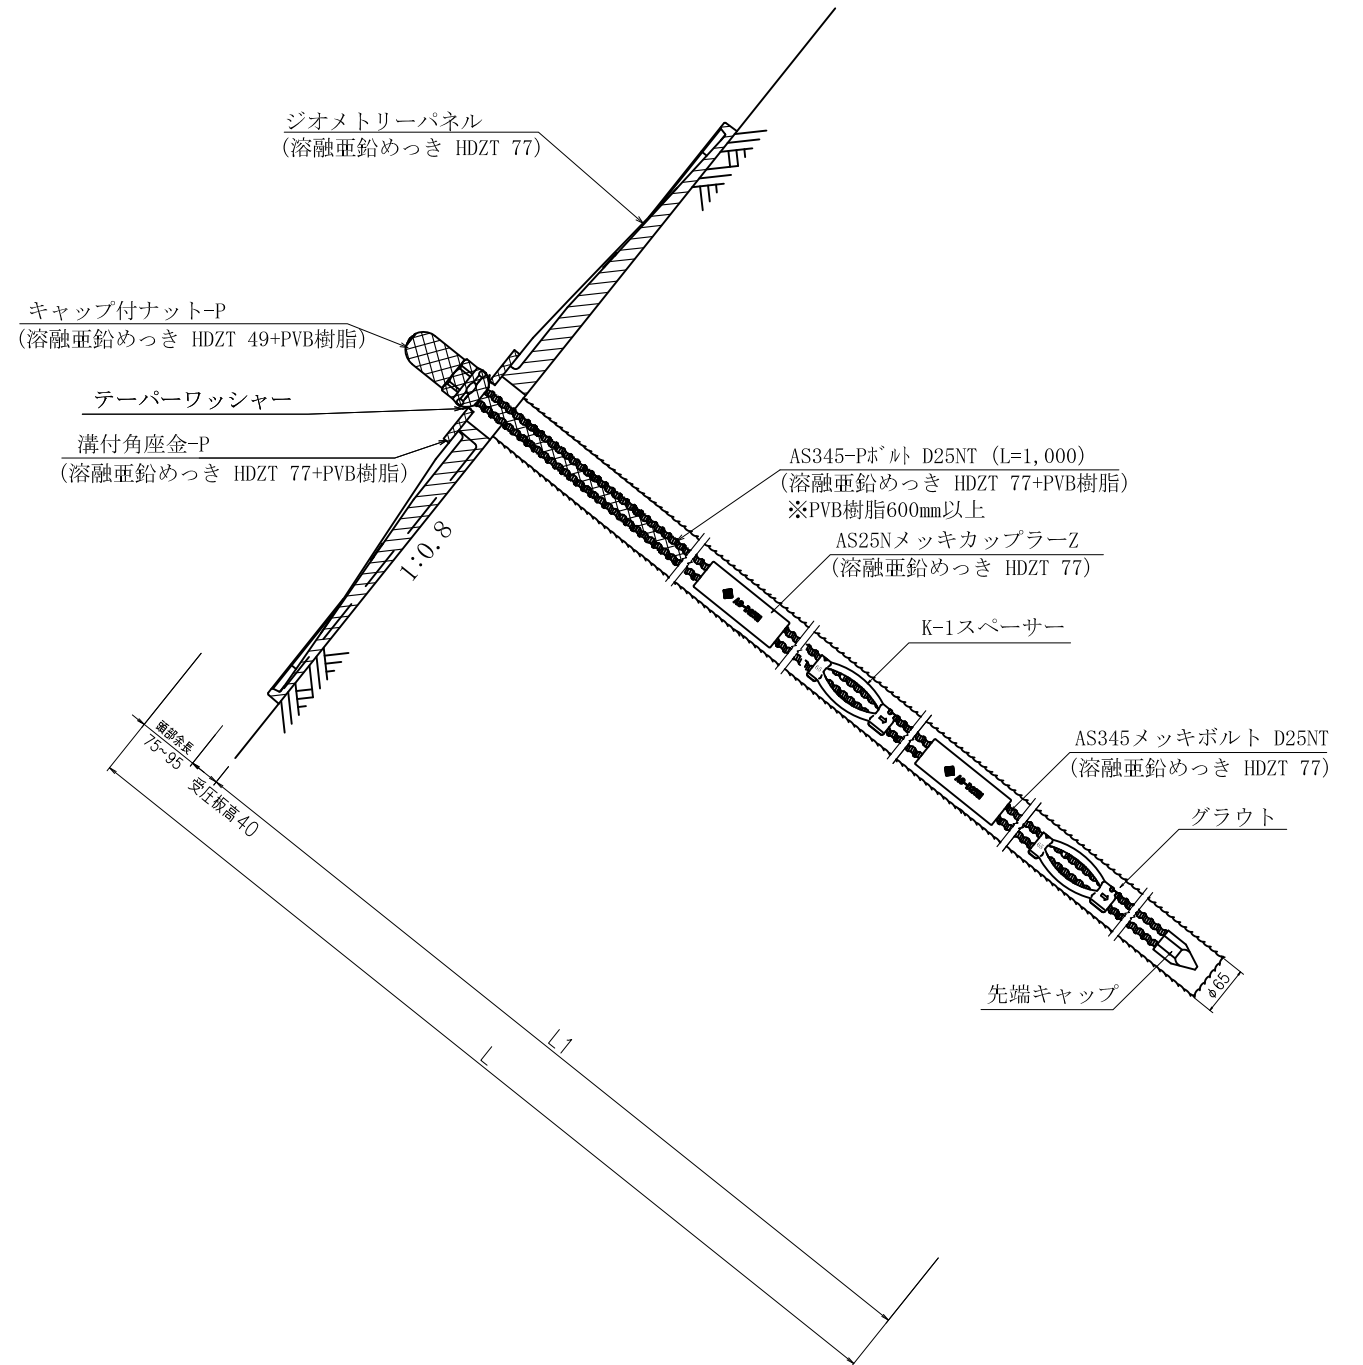 ジオメトリーパネル
(溶融亜鉛めっき HDZT 77)
キャップ付ナット-P
(溶融亜鉛めっき HDZT 49+PVB樹脂)
テーパーワッシャー
溝付角座金-P
(溶融亜鉛めっき HDZT 77+PVB樹脂)
1:0.8
AS345-Pボルト D25NT (L=1,000)
(溶融亜鉛めっき HDZT 77+PVB樹脂)
※PVB樹脂600mm以上
AS25NメッキカップラーZ
(溶融亜鉛めっき HDZT 77)
K-1スペーサー
AS345メッキボルト D25NT
(溶融亜鉛めっき HDZT 77)
グラウト
先端キャップ
φ65
頭部余長
75~95
受圧板高40
L1
L